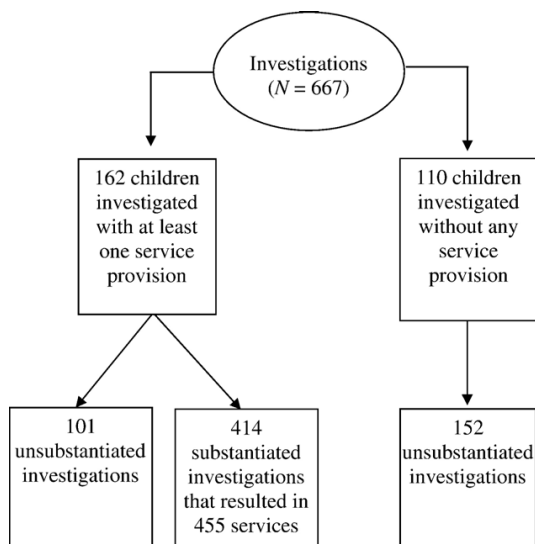 Investigations
(N = 667)
162 children
investigated
with at least
one service
provision
110 children
investigated
without any
service
provision
101
unsubstantiated
investigations
414
substantiated
investigations
that resulted in
455 services
152
unsubstantiated
investigations